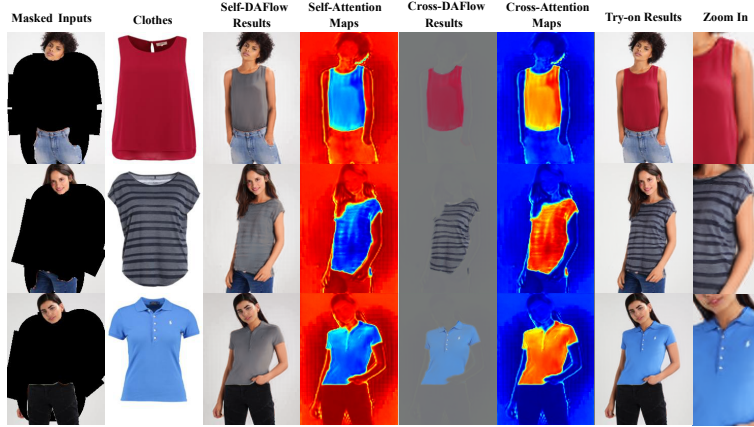 Masked Inputs
Clothes
Self-DAFlow
Results
Self-Attention
Maps
Cross-DAFlow
Results
Cross-Attention
Maps
Try-on Results
Zoom In